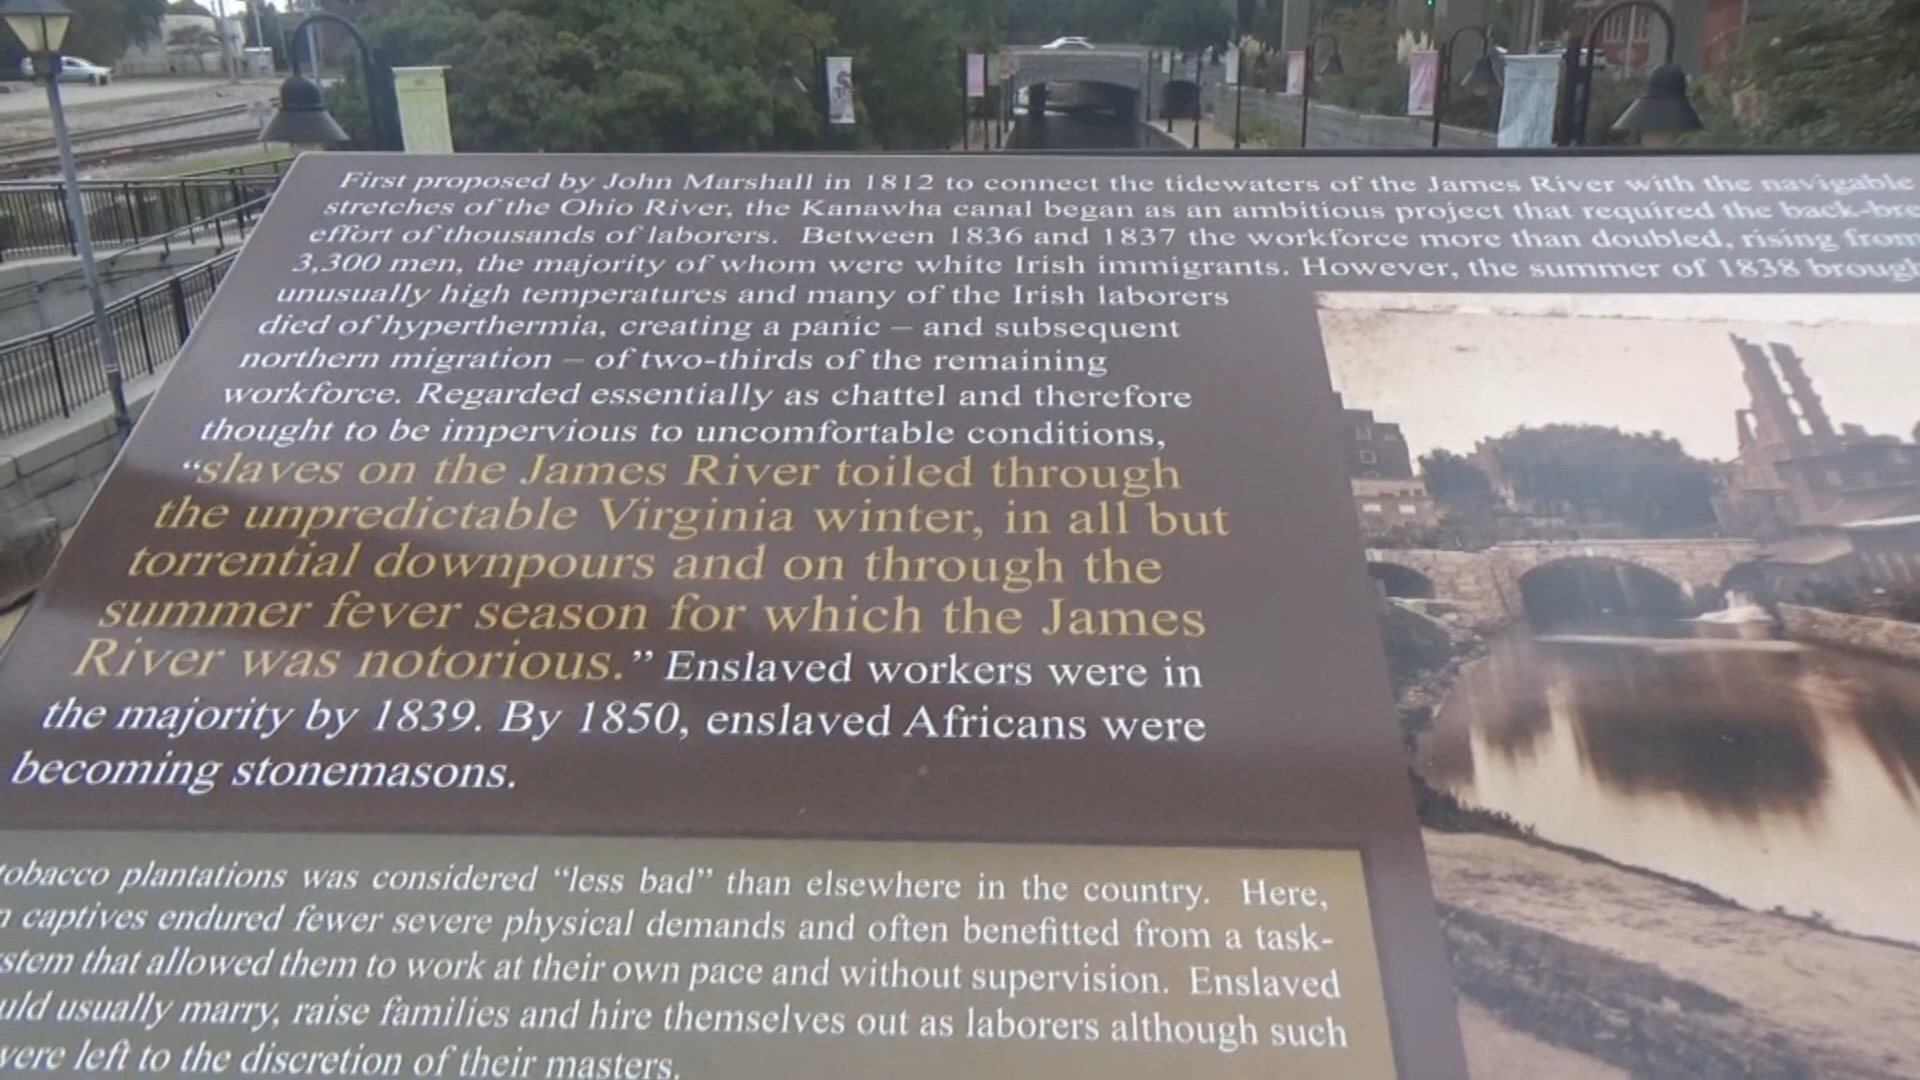 First proposed by John Marshall in 1812 to connect the tidewaters of the James River with the navigable
stretches of the Ohio River, the Kanawha canal began as an ambitious project that required the back-bre
effort of thousands of laborers. Between 1836 and 1837 the workforce more than doubled, rising from
3,300 men, the majority of whom were white Irish immigrants. However, the summer of 1838 brough
unusually high temperatures and many of the Irish laborers
died of hyperthermia, creating a panic – and subsequent
northern migration – of two-thirds of the remaining
workforce. Regarded essentially as chattel and therefore
thought to be impervious to uncomfortable conditions,
“slaves on the James River toiled through
the unpredictable Virginia winter, in all but
torrential downpours and on through the
summer fever season for which the James
River was notorious.” Enslaved workers were in
the majority by 1839. By 1850, enslaved Africans were
becoming stonemasons.
tobacco plantations was considered “less bad” than elsewhere in the country. Here,
n captives endured fewer severe physical demands and often benefitted from a task-
stem that allowed them to work at their own pace and without supervision. Enslaved
uld usually marry, raise families and hire themselves out as laborers although such
were left to the discretion of their masters.